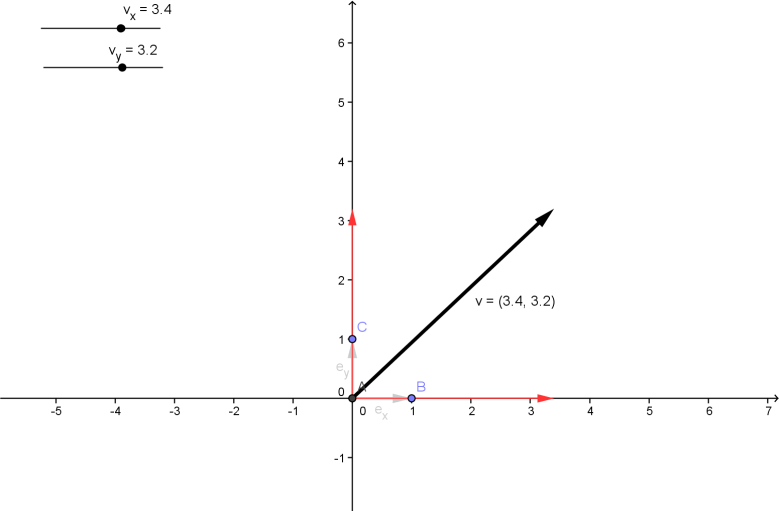 vx = 3.4
vy = 3.2
6
5
4
3
2
v = (3.4, 3.2)
C
1
ey
A
B
0
ex
-5 -4 -3 -2 -1 0 1 2 3 4 5 6 7
-1